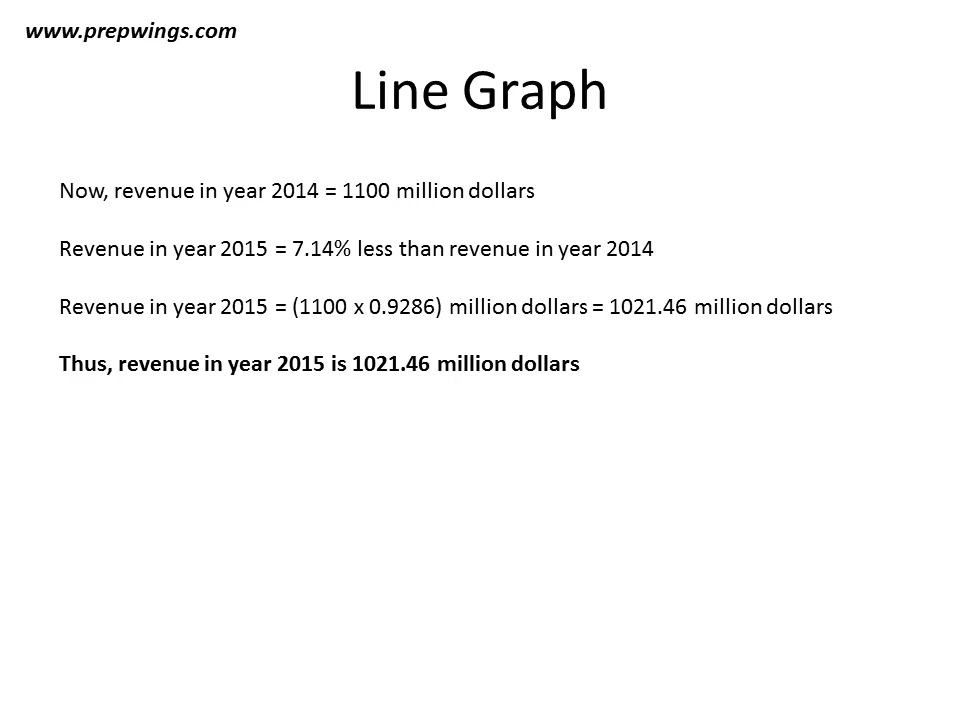 www.prepwings.com
Line Graph
Now, revenue in year 2014 = 1100 million dollars
Revenue in year 2015 = 7.14% less than revenue in year 2014
Revenue in year 2015 = (1100 x 0.9286) million dollars = 1021.46 million dollars
Thus, revenue in year 2015 is 1021.46 million dollars